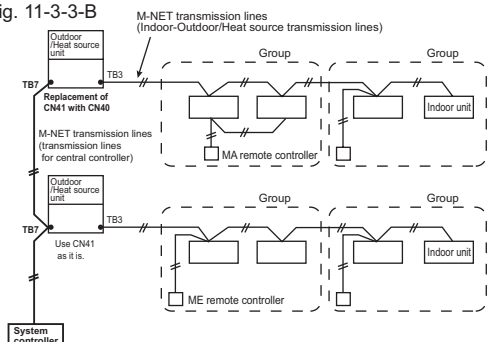 ig. 11-3-3-B
M-NET transmission lines
(Indoor-Outdoor/Heat source transmission lines)
Outdoor
/Heat source
unit
TB7
TB3
Replacement of
CN41 with CN40
Group
Group
Indoor unit
MA remote controller
M-NET transmission lines
(transmission lines
for central controller)
Outdoor
/Heat source
unit
TB7
TB3
Use CN41
as it is.
Group
Group
Indoor unit
ME remote controller
System
controller